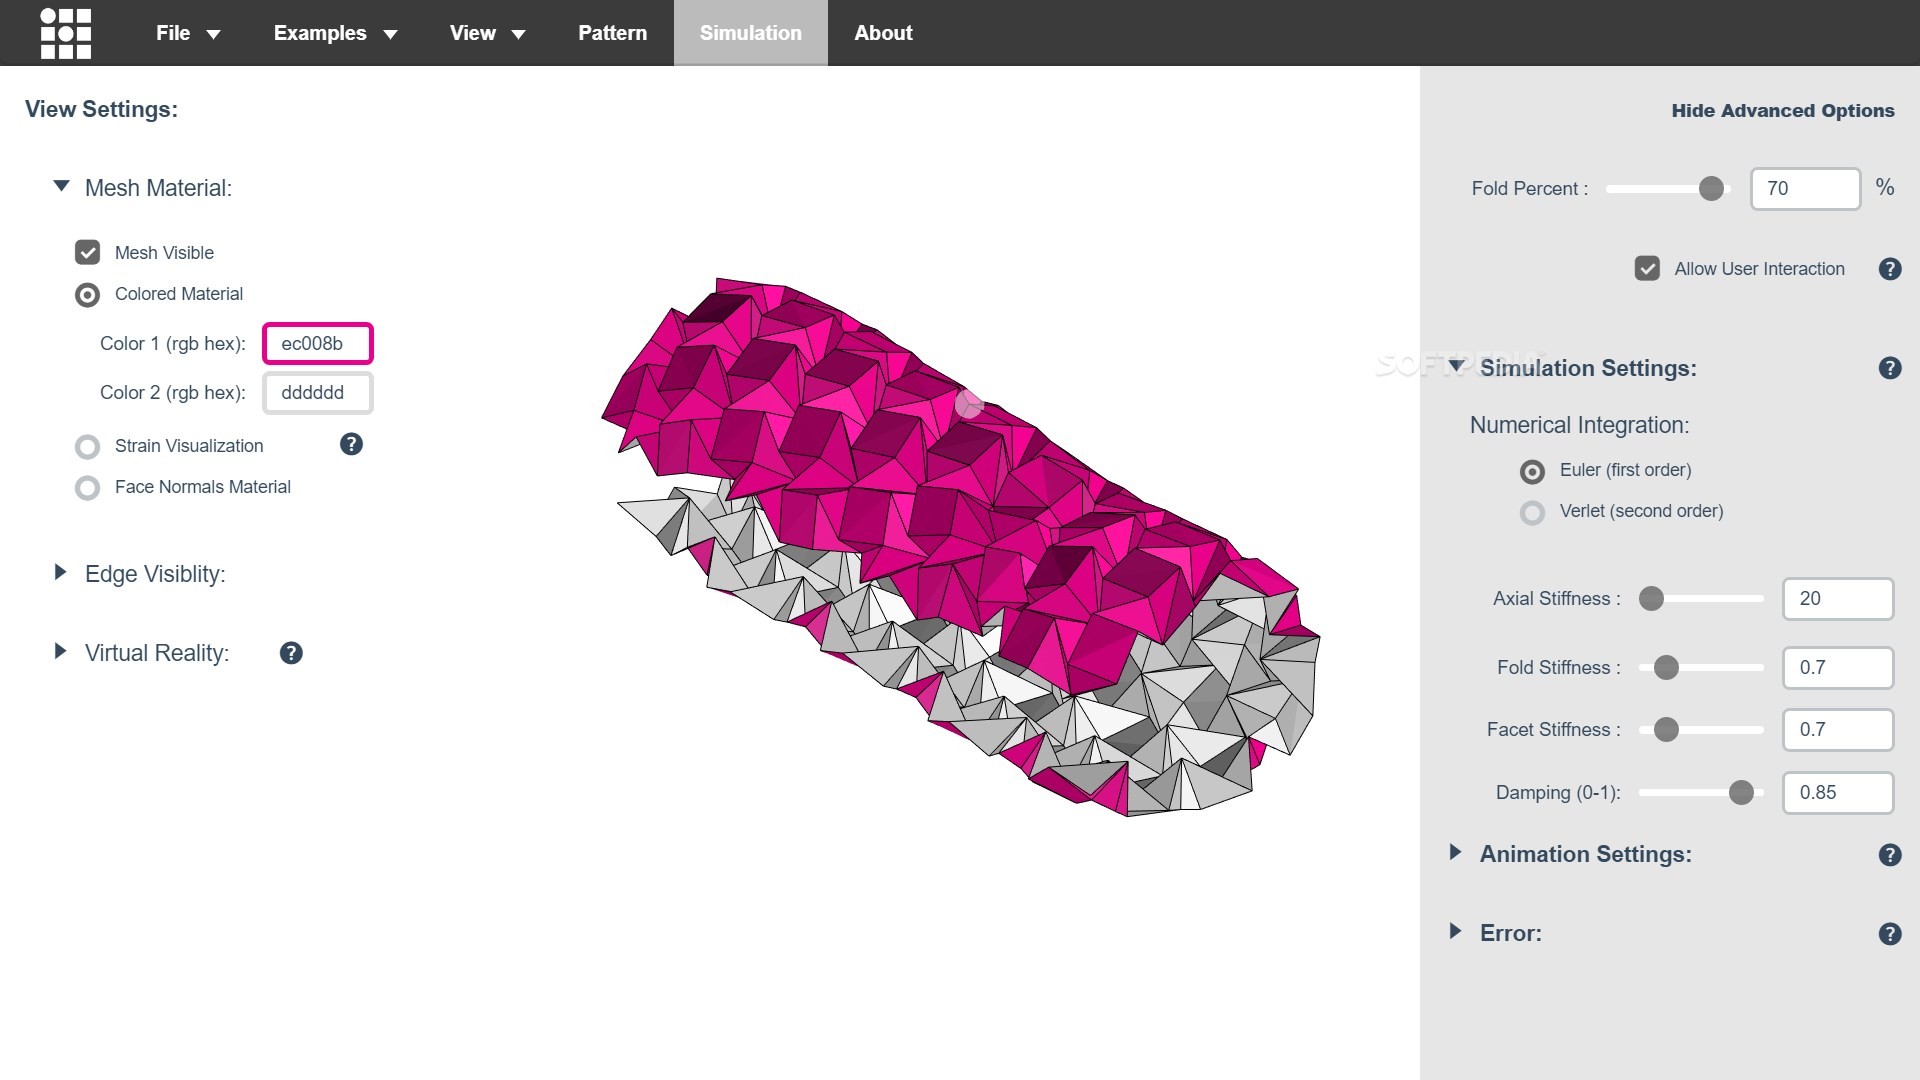 File Examples View Pattern Simulation About
View Settings:
Mesh Material:
Mesh Visible
Colored Material
Color 1 (rgb hex): ec008b
Color 2 (rgb hex): dddddd
Strain Visualization ?
Face Normals Material
Edge Visiblity:
Virtual Reality: ?
Hide Advanced Options
Fold Percent : 70 %
Allow User Interaction ?
SOFTPEDIA
Simulation Settings: ?
Numerical Integration:
Euler (first order)
Verlet (second order)
Axial Stiffness : 20
Fold Stiffness : 0.7
Facet Stiffness : 0.7
Damping (0-1): 0.85
Animation Settings: ?
Error: ?